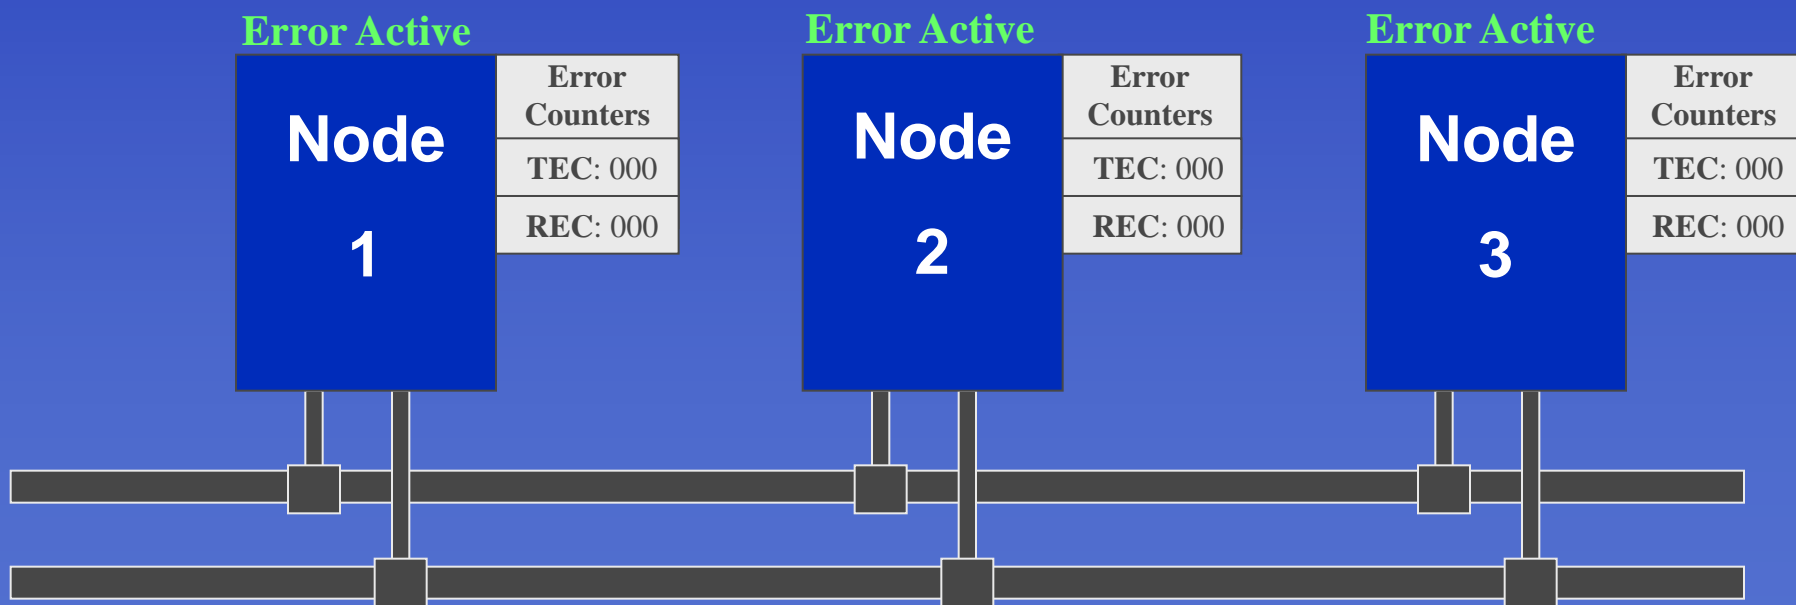 Error Active
Node
1
Error
Counters
TEC: 000
REC: 000
Error Active
Node
2
Error
Counters
TEC: 000
REC: 000
Error Active
Node
3
Error
Counters
TEC: 000
REC: 000